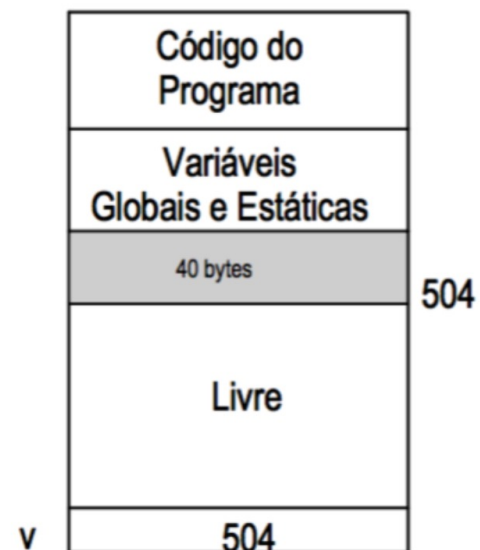 Código do
Programa
Variáveis
Globais e Estáticas
40 bytes
504
Livre
v
504